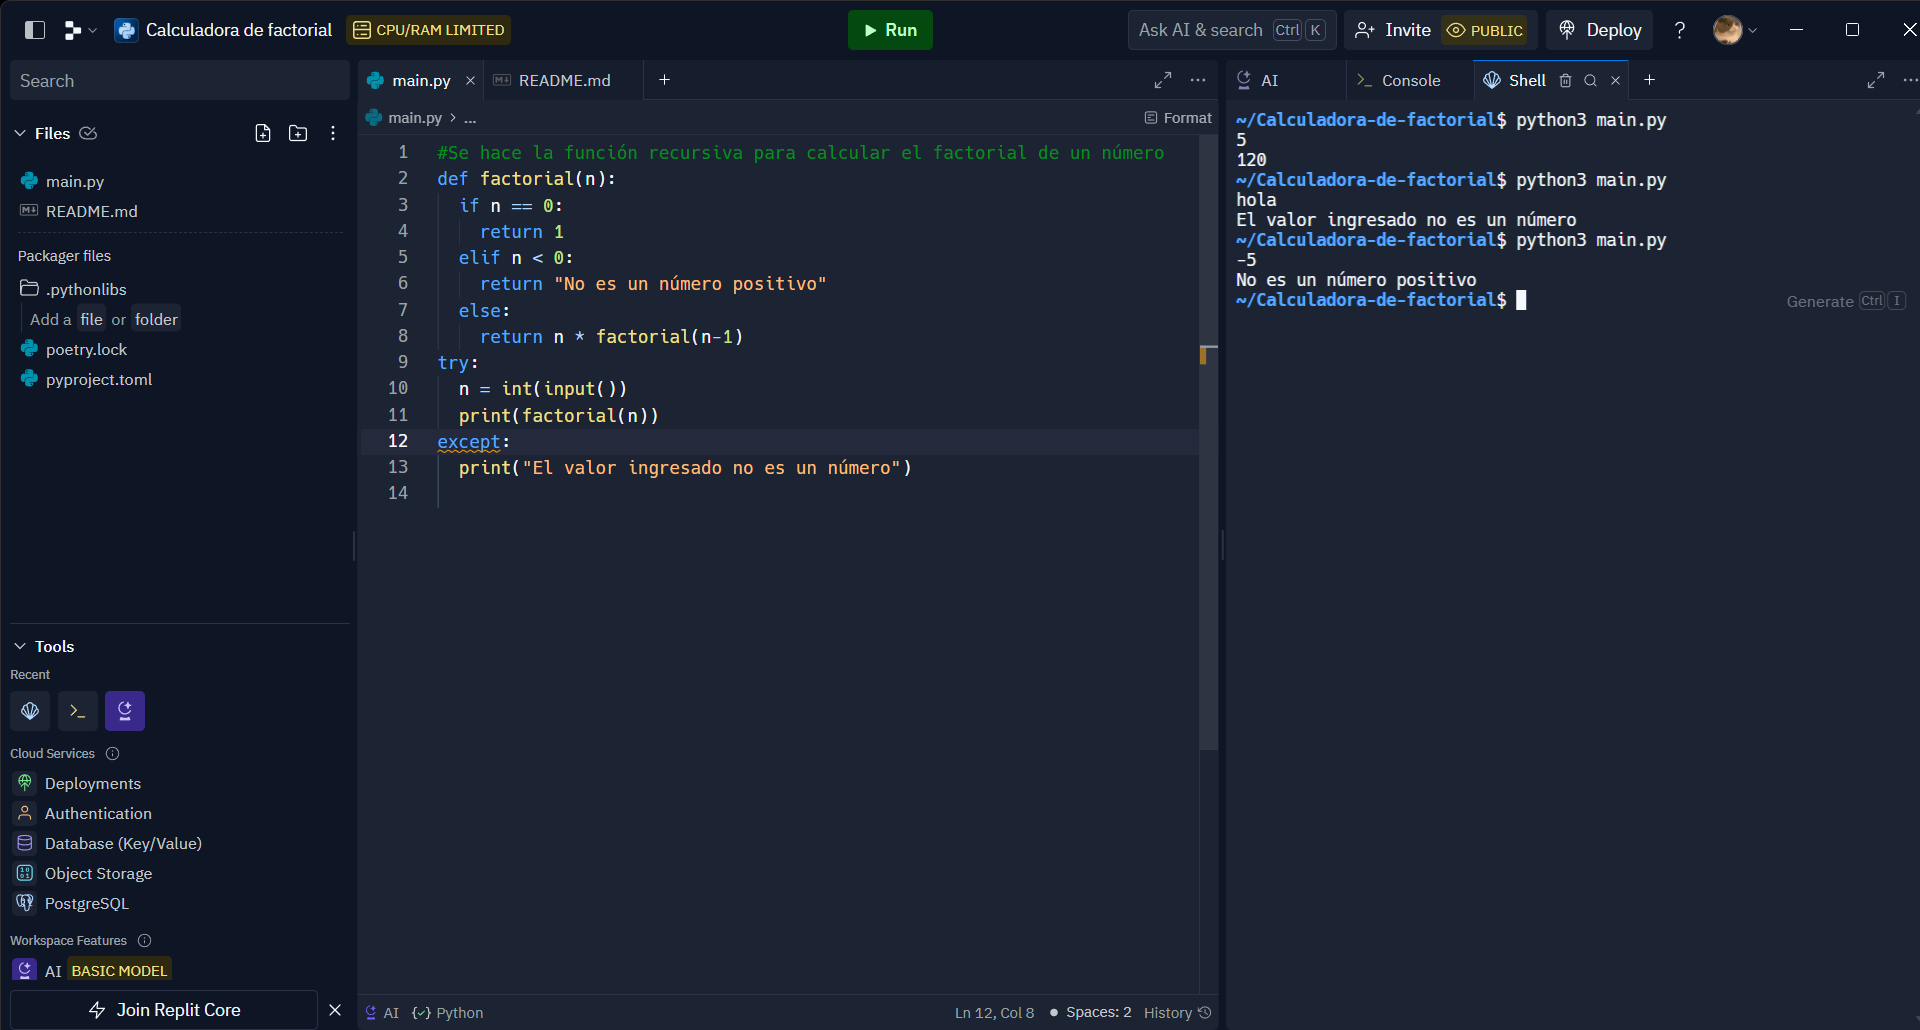 Calculadora de factorial CPU/RAM LIMITED Run Ask AI & search Ctrl K Invite PUBLIC Deploy ?
Search
Files
main.py
README.md
Packager files
.pythonlibs
Add a file or folder
poetry.lock
pyproject.toml
Tools
Recent
Cloud Services
Deployments
Authentication
Database (Key/Value)
Object Storage
PostgreSQL
Workspace Features
AI BASIC MODEL
Join Replit Core
main.py README.md
main.py > ... Format
1 #Se hace la función recursiva para calcular el factorial de un número
2 def factorial(n):
3 if n == 0:
4 return 1
5 elif n < 0:
6 return "No es un número positivo"
7 else:
8 return n * factorial(n-1)
9 try:
10 n = int(input())
11 print(factorial(n))
12 except:
13 print("El valor ingresado no es un número")
14
AI Python Ln 12, Col 8 Spaces: 2 History
AI Console Shell
~/Calculadora-de-factorial$ python3 main.py
5
120
~/Calculadora-de-factorial$ python3 main.py
hola
El valor ingresado no es un número
~/Calculadora-de-factorial$ python3 main.py
-5
No es un número positivo
~/Calculadora-de-factorial$
Generate Ctrl I